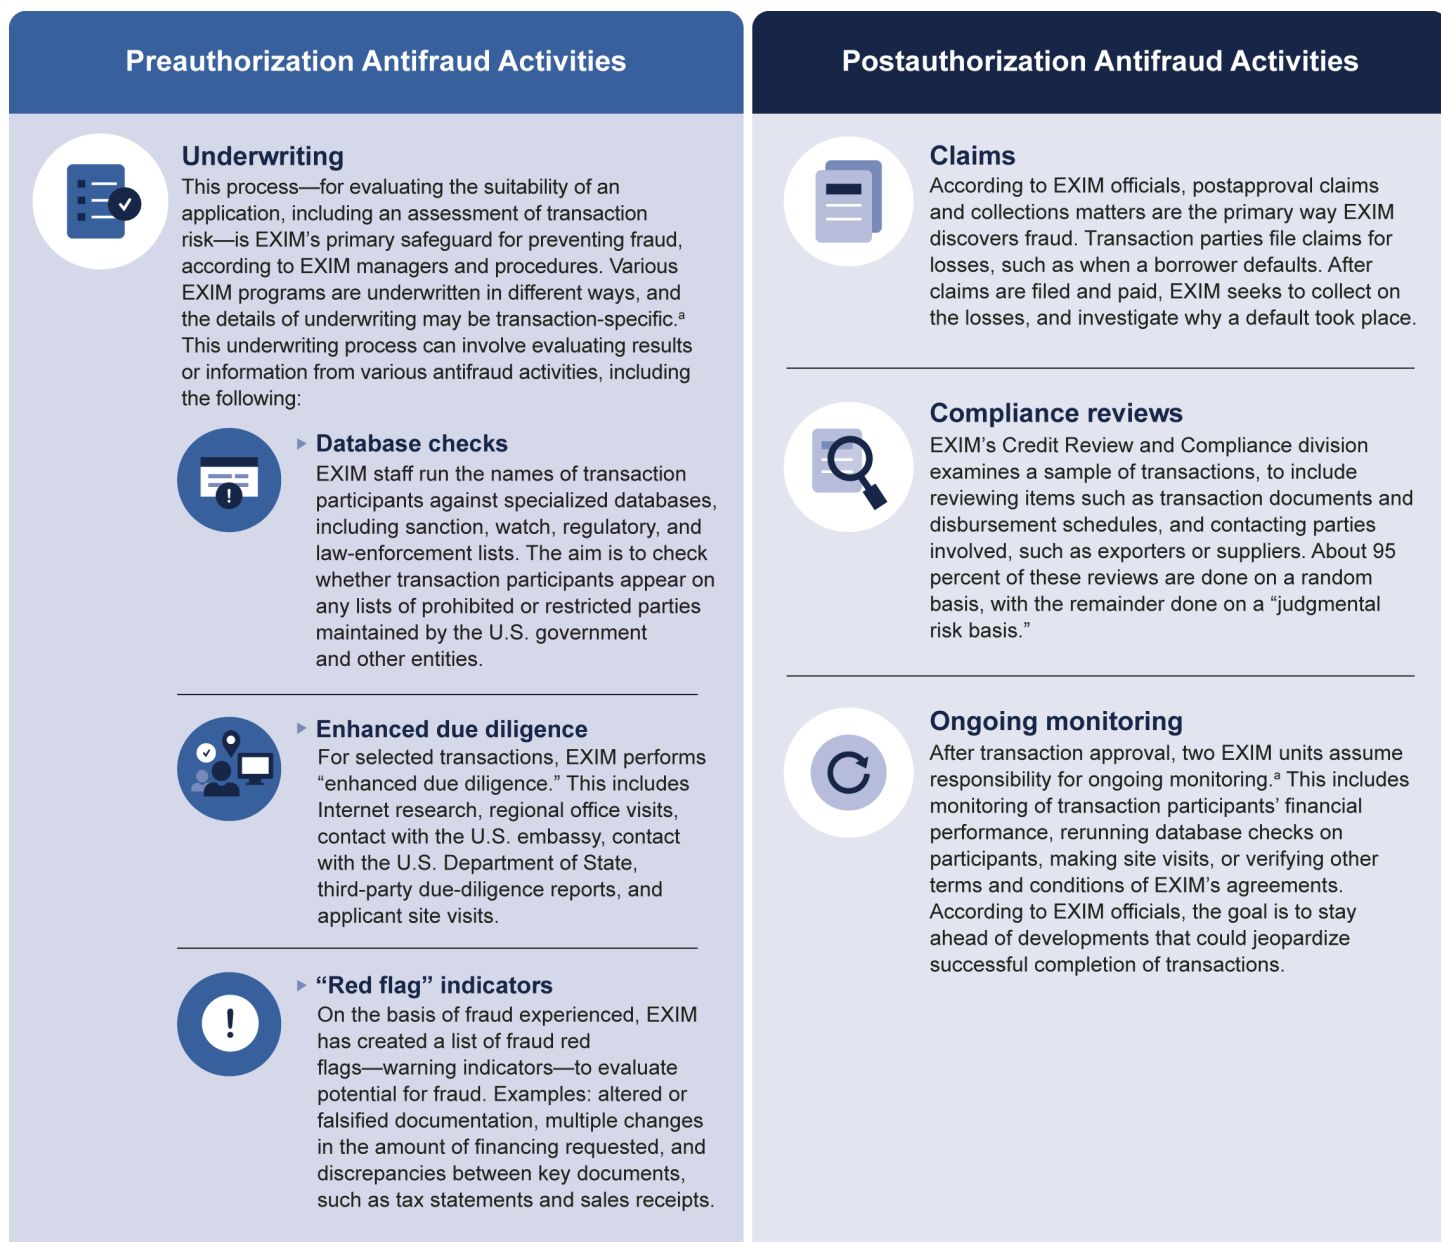 Preauthorization Antifraud Activities
Underwriting
This process—for evaluating the suitability of an
application, including an assessment of transaction
risk—is EXIM’s primary safeguard for preventing fraud,
according to EXIM managers and procedures. Various
EXIM programs are underwritten in different ways, and
the details of underwriting may be transaction-specific.ª
This underwriting process can involve evaluating results
or information from various antifraud activities, including
the following:
Database checks
EXIM staff run the names of transaction
participants against specialized databases,
including sanction, watch, regulatory, and
law-enforcement lists. The aim is to check
whether transaction participants appear on
any lists of prohibited or restricted parties
maintained by the U.S. government
and other entities.
Enhanced due diligence
For selected transactions, EXIM performs
“enhanced due diligence.” This includes
Internet research, regional office visits,
contact with the U.S. embassy, contact
with the U.S. Department of State,
third-party due-diligence reports, and
applicant site visits.
“Red flag” indicators
On the basis of fraud experienced, EXIM
has created a list of fraud red
flags—warning indicators—to evaluate
potential for fraud. Examples: altered or
falsified documentation, multiple changes
in the amount of financing requested, and
discrepancies between key documents,
such as tax statements and sales receipts.
Postauthorization Antifraud Activities
Claims
According to EXIM officials, postapproval claims
and collections matters are the primary way EXIM
discovers fraud. Transaction parties file claims for
losses, such as when a borrower defaults. After
claims are filed and paid, EXIM seeks to collect on
the losses, and investigate why a default took place.
Compliance reviews
EXIM’s Credit Review and Compliance division
examines a sample of transactions, to include
reviewing items such as transaction documents and
disbursement schedules, and contacting parties
involved, such as exporters or suppliers. About 95
percent of these reviews are done on a random
basis, with the remainder done on a “judgmental
risk basis.”
Ongoing monitoring
After transaction approval, two EXIM units assume
responsibility for ongoing monitoring.ª This includes
monitoring of transaction participants’ financial
performance, rerunning database checks on
participants, making site visits, or verifying other
terms and conditions of EXIM’s agreements.
According to EXIM officials, the goal is to stay
ahead of developments that could jeopardize
successful completion of transactions.